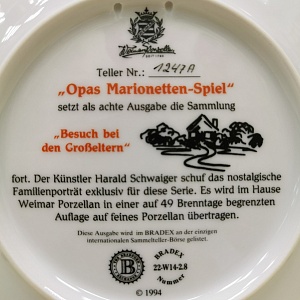 Teller Nr.: 1247A
„Opas Marionetten-Spiel"
setzt als achte Ausgabe die Sammlung
„Besuch bei
den Großeltern"
fort. Der Künstler Harald Schwaiger schuf das nostalgische
Familienporträt exklusiv für diese Serie. Es wird im Hause
Weimar Porzellan in einer auf 49 Brenntage begrenzten
Auflage auf feines Porzellan übertragen.
Diese Ausgabe wird im BRADEX an der einzigen
internationalen Sammelteller-Börse gelistet.
B
BRADEX
22-W14-2.8
Nummer
© 1994